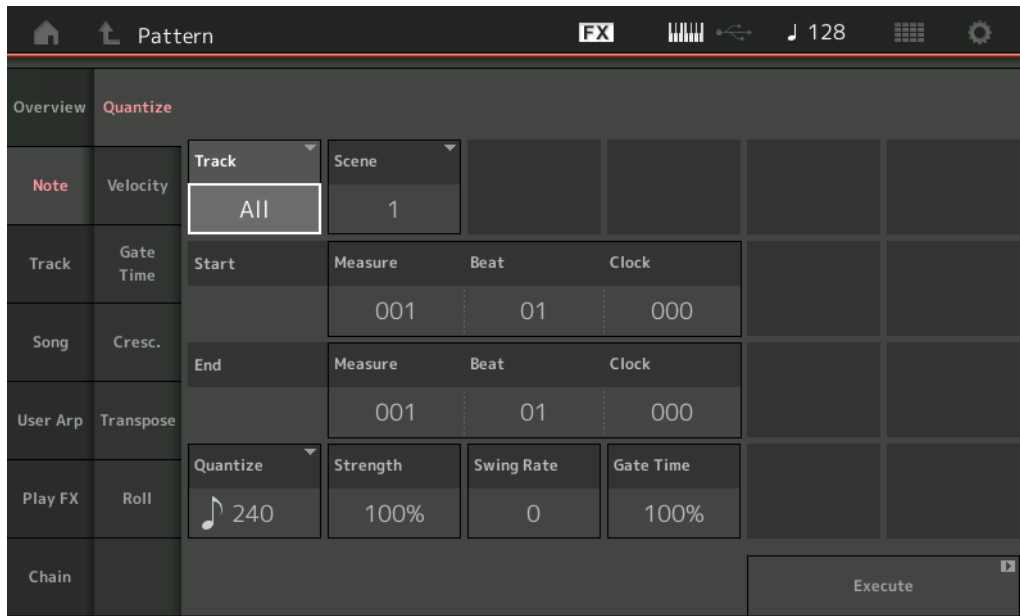 Pattern
FX
♩ 128
Overview
Quantize
Note
Velocity
Track
Scene
All
1
Track
Gate
Time
Start
Measure
Beat
Clock
001
01
000
Song
Cresc.
End
Measure
Beat
Clock
001
01
000
User Arp
Transpose
Quantize
Strength
Swing Rate
Gate Time
♪ 240
100%
0
100%
Play FX
Roll
Chain
Execute